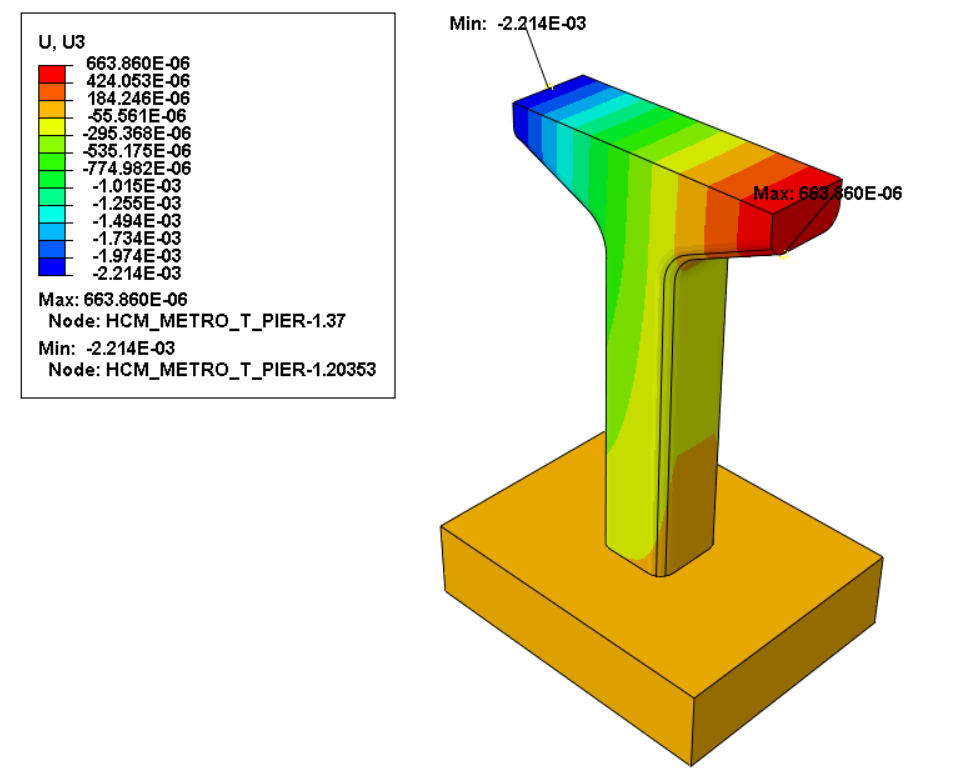 Min: -2.214E-03
U, U3
663.860E-06
424.053E-06
184.246E-06
-55.561E-06
-295.368E-06
-535.175E-06
-774.982E-06
-1.015E-03
-1.255E-03
-1.494E-03
-1.734E-03
-1.974E-03
-2.214E-03
Max: 663.860E-06
Node: HCM_METRO_T_PIER-1.37
Min: -2.214E-03
Node: HCM_METRO_T_PIER-1.20353
Max: 663.860E-06